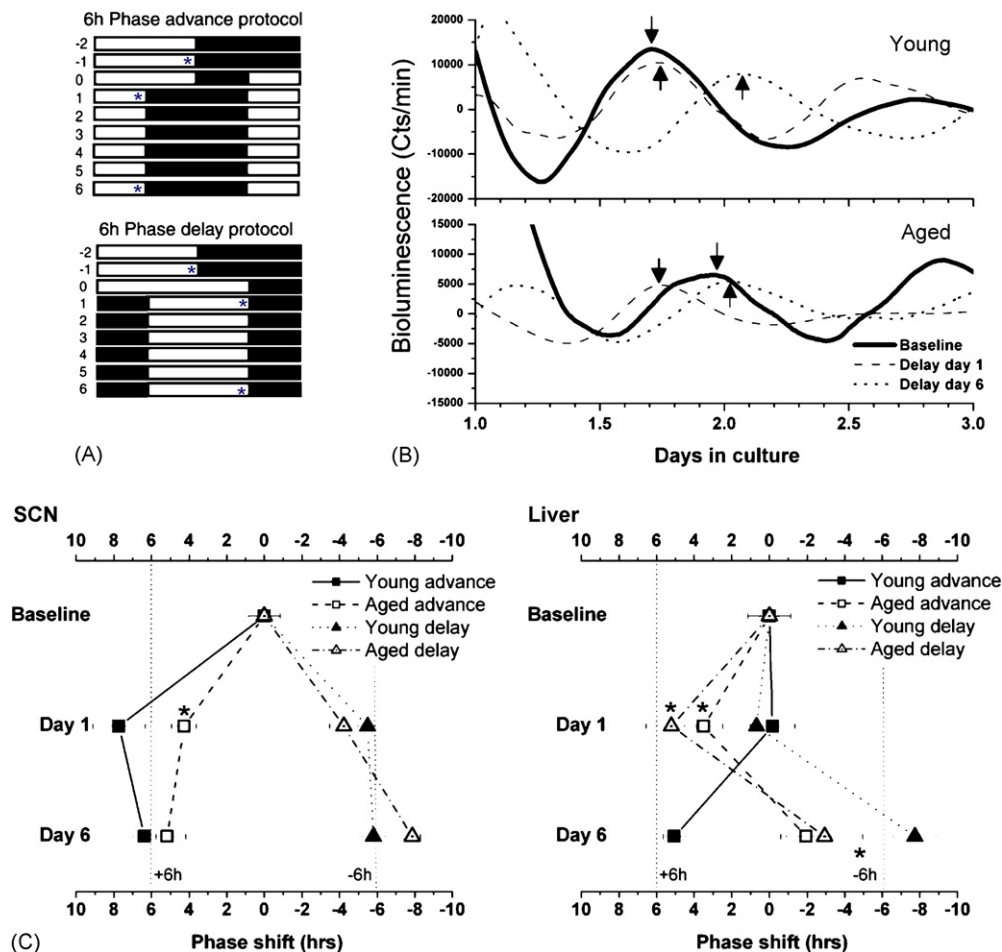 6h Phase advance protocol
-2
-1 *
0
1 *
2
3
4
5
6 *
6h Phase delay protocol
-2
-1 *
0
1 *
2
3
4
5
6 *
(A)
Bioluminescence (Cts/min)
20000
10000
0
-10000
-20000
Young
15000
10000
5000
0
-5000
-10000
-15000
Aged
Baseline
Delay day 1
Delay day 6
1.0 1.5 2.0 2.5 3.0
Days in culture
(B)
SCN
10 8 6 4 2 0 -2 -4 -6 -8 -10
Baseline
Young advance
Aged advance
Young delay
Aged delay
Day 1
*
Day 6
+6h -6h
10 8 6 4 2 0 -2 -4 -6 -8 -10
Phase shift (hrs)
(C)
Liver
10 8 6 4 2 0 -2 -4 -6 -8 -10
Baseline
Young advance
Aged advance
Young delay
Aged delay
Day 1
* *
Day 6
*
+6h -6h
10 8 6 4 2 0 -2 -4 -6 -8 -10
Phase shift (hrs)